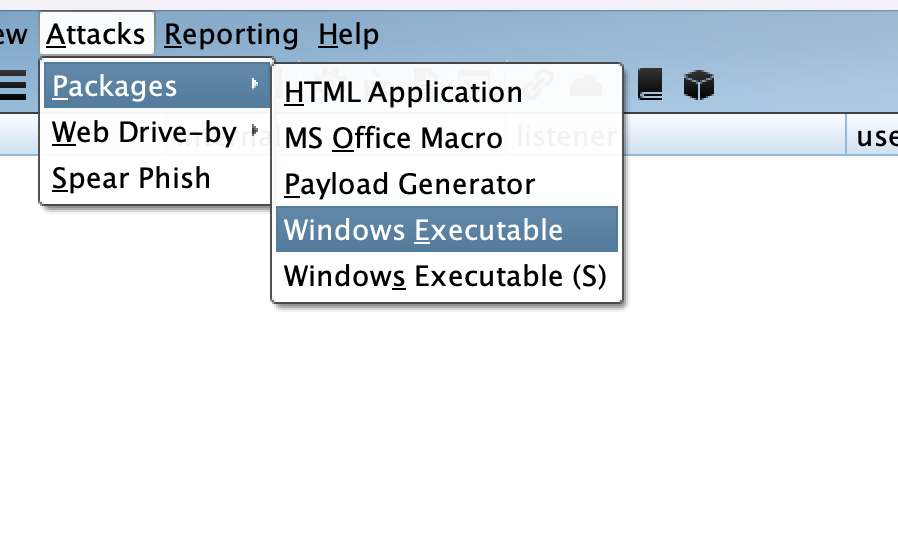 ew Attacks Reporting Help
Packages
Web Drive-by
Spear Phish
HTML Application
MS Office Macro
Payload Generator
Windows Executable
Windows Executable (S)
listener
use